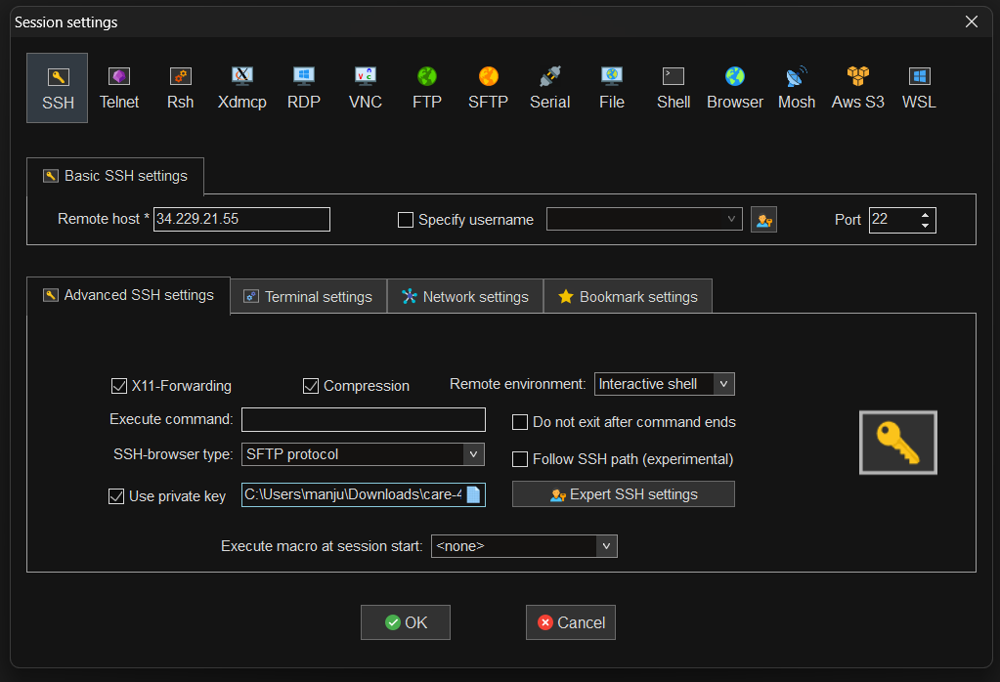 Session settings
SSH Telnet Rsh Xdmcp RDP VNC FTP SFTP Serial File Shell Browser Mosh Aws S3 WSL
Basic SSH settings
Remote host * 34.229.21.55 Specify username Port 22
Advanced SSH settings Terminal settings Network settings Bookmark settings
X11-Forwarding Compression Remote environment: Interactive shell
Execute command: Do not exit after command ends
SSH-browser type: SFTP protocol Follow SSH path (experimental)
Use private key C:\Users\manju\Downloads\care-4 Expert SSH settings
Execute macro at session start: <none>
OK Cancel